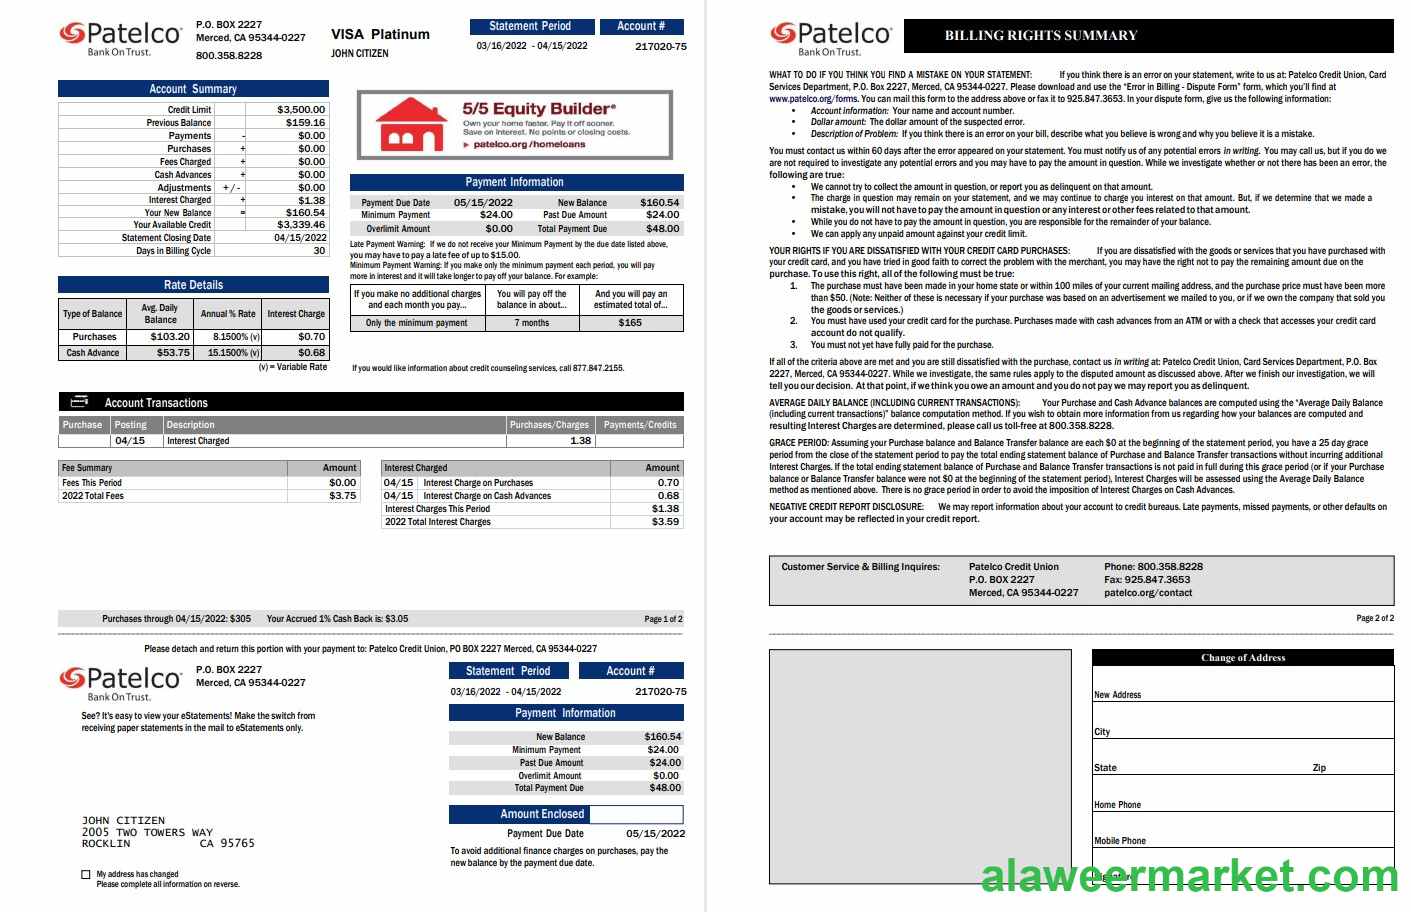 Patelco
Bank On Trust.
P.O. BOX 2227
Merced, CA 95344-0227
800.358.8228
VISA Platinum
JOHN CITIZEN
Statement Period Account #
03/16/2022 - 04/15/2022 217020-75
Account Summary
Credit Limit $3,500.00
Previous Balance $159.16
Payments - $0.00
Purchases + $0.00
Fees Charged + $0.00
Cash Advances + $0.00
Adjustments +/- $0.00
Interest Charged + $1.38
Your New Balance = $160.54
Your Available Credit $3,339.46
Statement Closing Date 04/15/2022
Days in Billing Cycle 30
5/5 Equity Builder®
Own your home faster. Pay it off sooner.
Save on Interest. No points or closing costs.
▸ patelco.org/homeloans
Payment Information
Payment Due Date 05/15/2022 New Balance $160.54
Minimum Payment $24.00 Past Due Amount $24.00
Overlimit Amount $0.00 Total Payment Due $48.00
Late Payment Warning: If we do not receive your Minimum Payment by the due date listed above,
you may have to pay a late fee of up to $15.00.
Minimum Payment Warning: If you make only the minimum payment each period, you will pay
more in interest and it will take longer to pay off your balance. For example:
If you make no additional charges You will pay off the And you will pay an
and each month you pay... balance in about... estimated total of...
Only the minimum payment 7 months $165
If you would like information about credit counseling services, call 877.847.2155.
Rate Details
Type of Balance Avg. Daily Balance Annual % Rate Interest Charge
Purchases $103.20 8.1500% (v) $0.70
Cash Advance $53.75 15.1500% (v) $0.68
(v) = Variable Rate
Account Transactions
Purchase Posting Description Purchases/Charges Payments/Credits
04/15 Interest Charged 1.38
Fee Summary Amount
Fees This Period $0.00
2022 Total Fees $3.75
Interest Charged Amount
04/15 Interest Charge on Purchases 0.70
04/15 Interest Charge on Cash Advances 0.68
Interest Charges This Period $1.38
2022 Total Interest Charges $3.59
Purchases through 04/15/2022: $305 Your Accrued 1% Cash Back is: $3.05 Page 1 of 2
Please detach and return this portion with your payment to: Patelco Credit Union, PO BOX 2227 Merced, CA 95344-0227
Patelco
Bank On Trust.
P.O. BOX 2227
Merced, CA 95344-0227
Statement Period Account #
03/16/2022 - 04/15/2022 217020-75
See? It's easy to view your eStatements! Make the switch from
receiving paper statements in the mail to eStatements only.
Payment Information
New Balance $160.54
Minimum Payment $24.00
Past Due Amount $24.00
Overlimit Amount $0.00
Total Payment Due $48.00
Amount Enclosed
Payment Due Date 05/15/2022
To avoid additional finance charges on purchases, pay the
new balance by the payment due date.
JOHN CITIZEN
2005 TWO TOWERS WAY
ROCKLIN CA 95765
My address has changed
Please complete all information on reverse.
Patelco
Bank On Trust.
BILLING RIGHTS SUMMARY
WHAT TO DO IF YOU THINK YOU FIND A MISTAKE ON YOUR STATEMENT: If you think there is an error on your statement, write to us at: Patelco Credit Union, Card
Services Department, P.O. Box 2227, Merced, CA 95344-0227. Please download and use the "Error in Billing - Dispute Form" form, which you'll find at
www.patelco.org/forms. You can mail this form to the address above or fax it to 925.847.3653. In your dispute form, give us the following information:
• Account information: Your name and account number.
• Dollar amount: The dollar amount of the suspected error.
• Description of Problem: If you think there is an error on your bill, describe what you believe is wrong and why you believe it is a mistake.
You must contact us within 60 days after the error appeared on your statement. You must notify us of any potential errors in writing. You may call us, but if you do we
are not required to investigate any potential errors and you may have to pay the amount in question. While we investigate whether or not there has been an error, the
following are true:
• We cannot try to collect the amount in question, or report you as delinquent on that amount.
• The charge in question may remain on your statement, and we may continue to charge you interest on that amount. But, if we determine that we made a
mistake, you will not have to pay the amount in question or any interest or other fees related to that amount.
• While you do not have to pay the amount in question, you are responsible for the remainder of your balance.
• We can apply any unpaid amount against your credit limit.
YOUR RIGHTS IF YOU ARE DISSATISFIED WITH YOUR CREDIT CARD PURCHASES: If you are dissatisfied with the goods or services that you have purchased with
your credit card, and you have tried in good faith to correct the problem with the merchant, you may have the right not to pay the remaining amount due on the
purchase. To use this right, all of the following must be true:
1. The purchase must have been made in your home state or within 100 miles of your current mailing address, and the purchase price must have been more
than $50. (Note: Neither of these is necessary if your purchase was based on an advertisement we mailed to you, or if we own the company that sold you
the goods or services.)
2. You must have used your credit card for the purchase. Purchases made with cash advances from an ATM or with a check that accesses your credit card
account do not qualify.
3. You must not yet have fully paid for the purchase.
If all of the criteria above are met and you are still dissatisfied with the purchase, contact us in writing at: Patelco Credit Union, Card Services Department, P.O. Box
2227, Merced, CA 95344-0227. While we investigate, the same rules apply to the disputed amount as discussed above. After we finish our investigation, we will
tell you our decision. At that point, if we think you owe an amount and you do not pay we may report you as delinquent.
AVERAGE DAILY BALANCE (INCLUDING CURRENT TRANSACTIONS): Your Purchase and Cash Advance balances are computed using the "Average Daily Balance
(including current transactions)" balance computation method. If you wish to obtain more information from us regarding how your balances are computed and
resulting Interest Charges are determined, please call us toll-free at 800.358.8228.
GRACE PERIOD: Assuming your Purchase balance and Balance Transfer balance are each $0 at the beginning of the statement period, you have a 25 day grace
period from the close of the statement period to pay the total ending statement balance of Purchase and Balance Transfer transactions without incurring additional
Interest Charges. If the total ending statement balance of Purchase and Balance Transfer transactions is not paid in full during this grace period (or if your Purchase
balance or Balance Transfer balance were not $0 at the beginning of the statement period), Interest Charges will be assessed using the Average Daily Balance
method as mentioned above. There is no grace period in order to avoid the imposition of Interest Charges on Cash Advances.
NEGATIVE CREDIT REPORT DISCLOSURE: We may report information about your account to credit bureaus. Late payments, missed payments, or other defaults on
your account may be reflected in your credit report.
Customer Service & Billing Inquires: Patelco Credit Union Phone: 800.358.8228
P.O. BOX 2227 Fax: 925.847.3653
Merced, CA 95344-0227 patelco.org/contact
Page 2 of 2
Change of Address
New Address
City
State Zip
Home Phone
Mobile Phone
Signature
alaweermarket.com